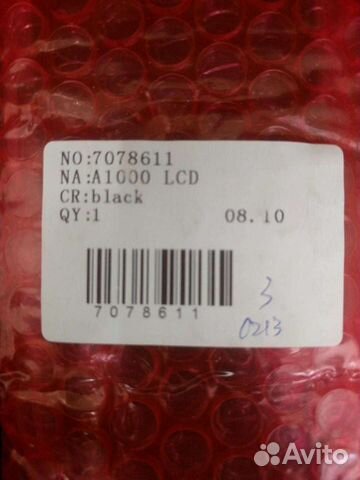 NO:7078611
NA:A1000 LCD
CR:black
QY:1 08.10
7078611
3
0213
Avito